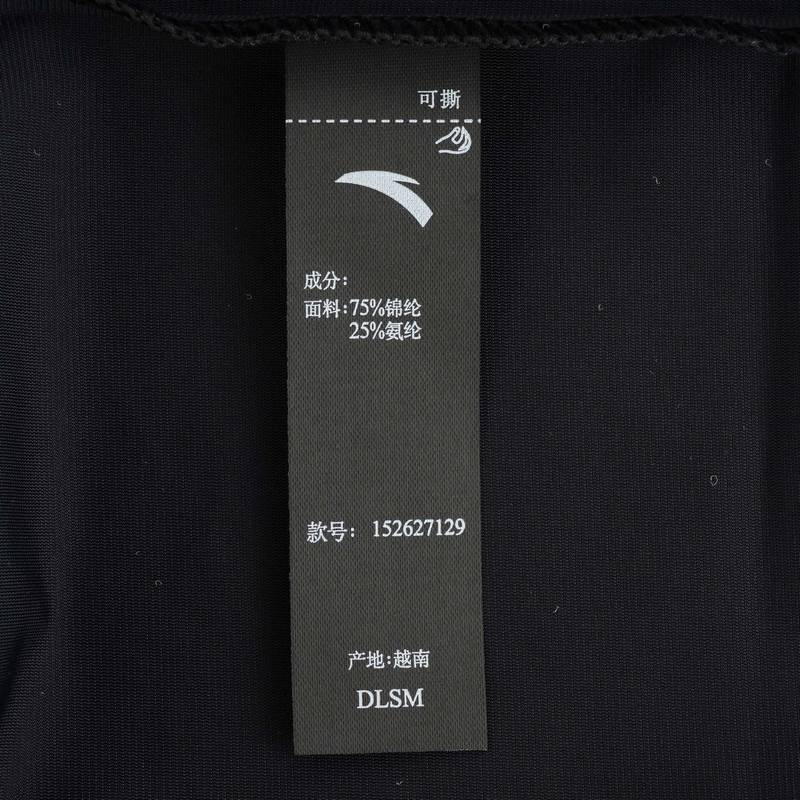 可撕
成分:
面料:75%锦纶
25%氨纶
款号: 152627129
产地:越南
DLSM